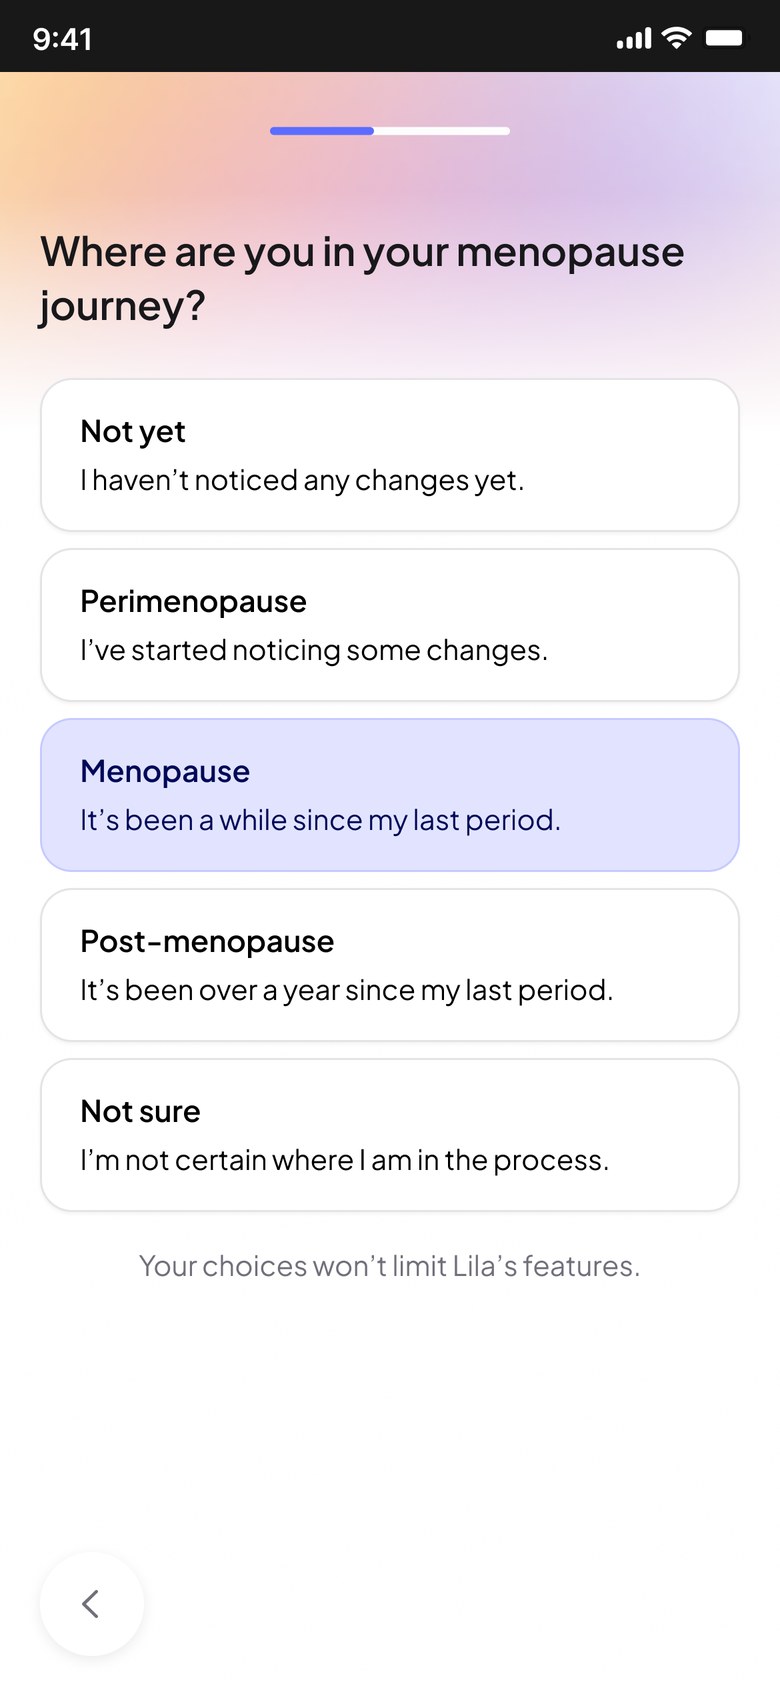 9:41
Where are you in your menopause
journey?
Not yet
I haven’t noticed any changes yet.
Perimenopause
I’ve started noticing some changes.
Menopause
It’s been a while since my last period.
Post-menopause
It’s been over a year since my last period.
Not sure
I’m not certain where I am in the process.
Your choices won’t limit Lila’s features.